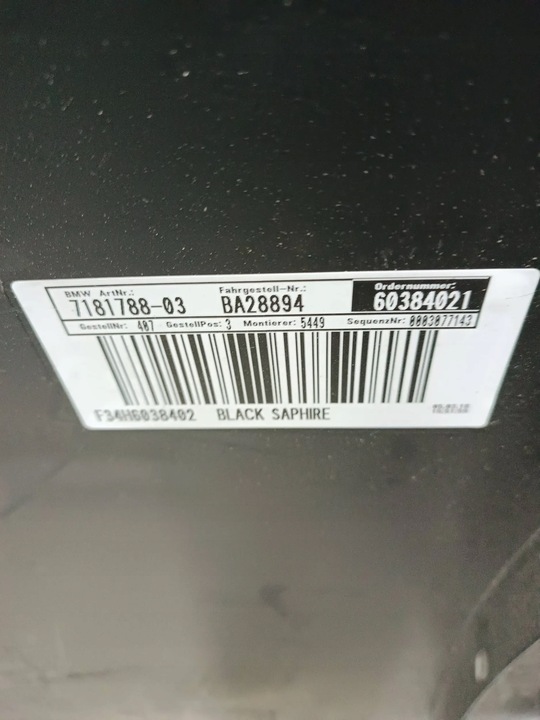 BMW ArtNr.: Fahrgestell-Nr.: Ordernummer:
7181788-03 BA28894 60384021
GestellNr: 407 GestellPos: 3 Montierer: 5449 SequenzNr: 0003077143
F34H6038402 BLACK SAPHIRE